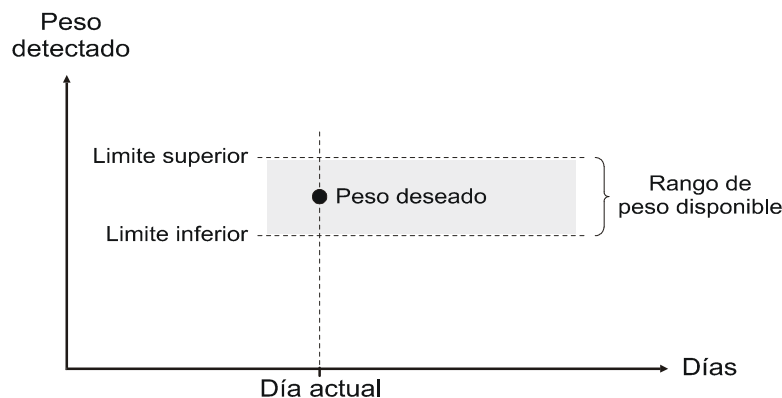 Peso
detectado
Limite superior
Peso deseado
Rango de
peso disponible
Limite inferior
Días
Día actual